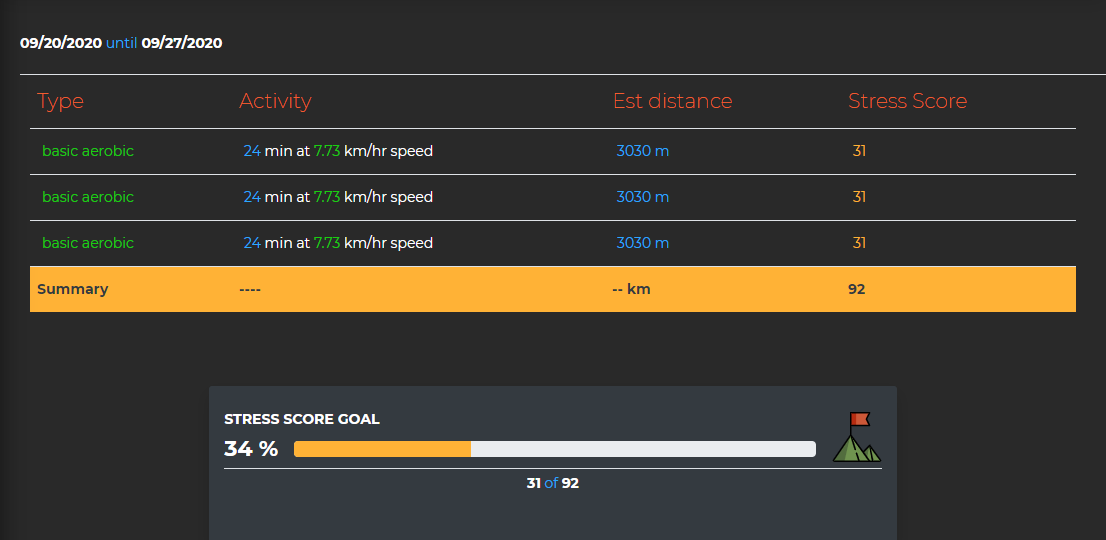 09/20/2020 until 09/27/2020
Type Activity Est distance Stress Score
basic aerobic 24 min at 7.73 km/hr speed 3030 m 31
basic aerobic 24 min at 7.73 km/hr speed 3030 m 31
basic aerobic 24 min at 7.73 km/hr speed 3030 m 31
Summary ---- -- km 92
STRESS SCORE GOAL
34 %
31 of 92